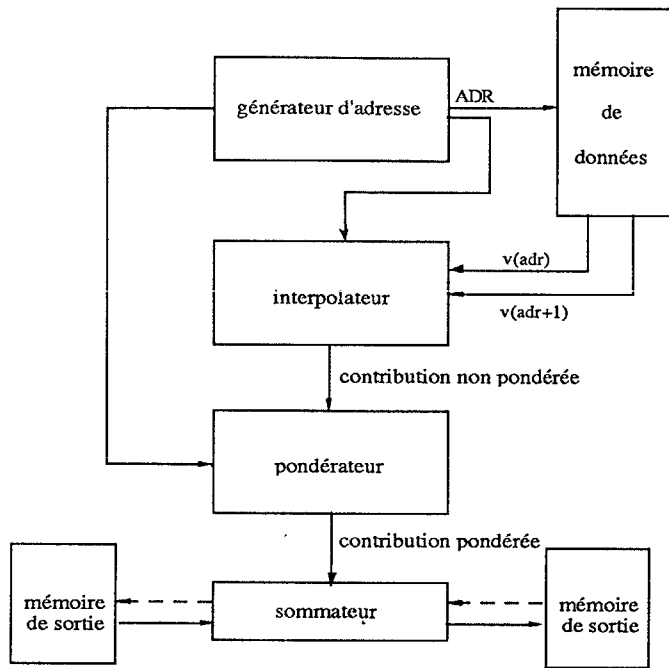 générateur d'adresse
ADR
mémoire
de
données
v(adr)
interpolateur
v(adr+1)
contribution non pondérée
pondérateur
contribution pondérée
mémoire
de sortie
sommateur
mémoire
de sortie